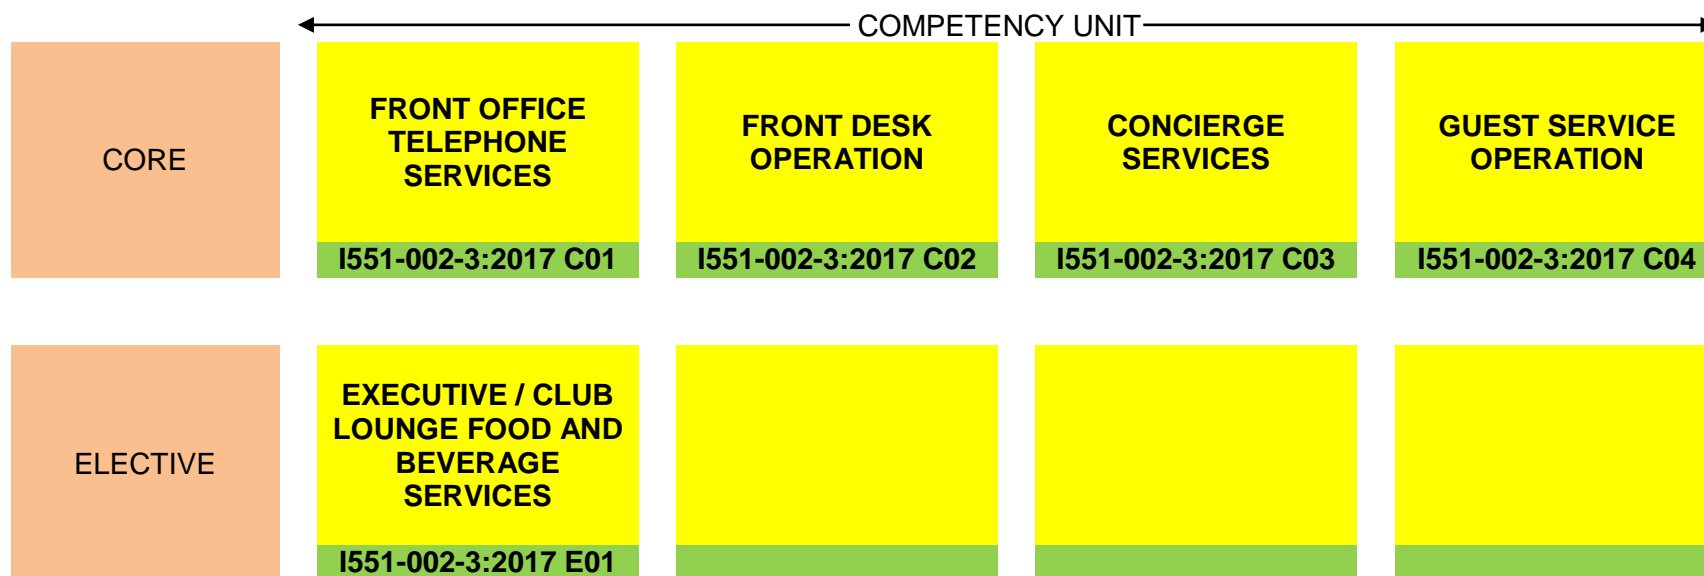 COMPETENCY UNIT
CORE
FRONT OFFICE
TELEPHONE
SERVICES
I551-002-3:2017 C01
FRONT DESK
OPERATION
I551-002-3:2017 C02
CONCIERGE
SERVICES
I551-002-3:2017 C03
GUEST SERVICE
OPERATION
I551-002-3:2017 C04
ELECTIVE
EXECUTIVE / CLUB
LOUNGE FOOD AND
BEVERAGE
SERVICES
I551-002-3:2017 E01